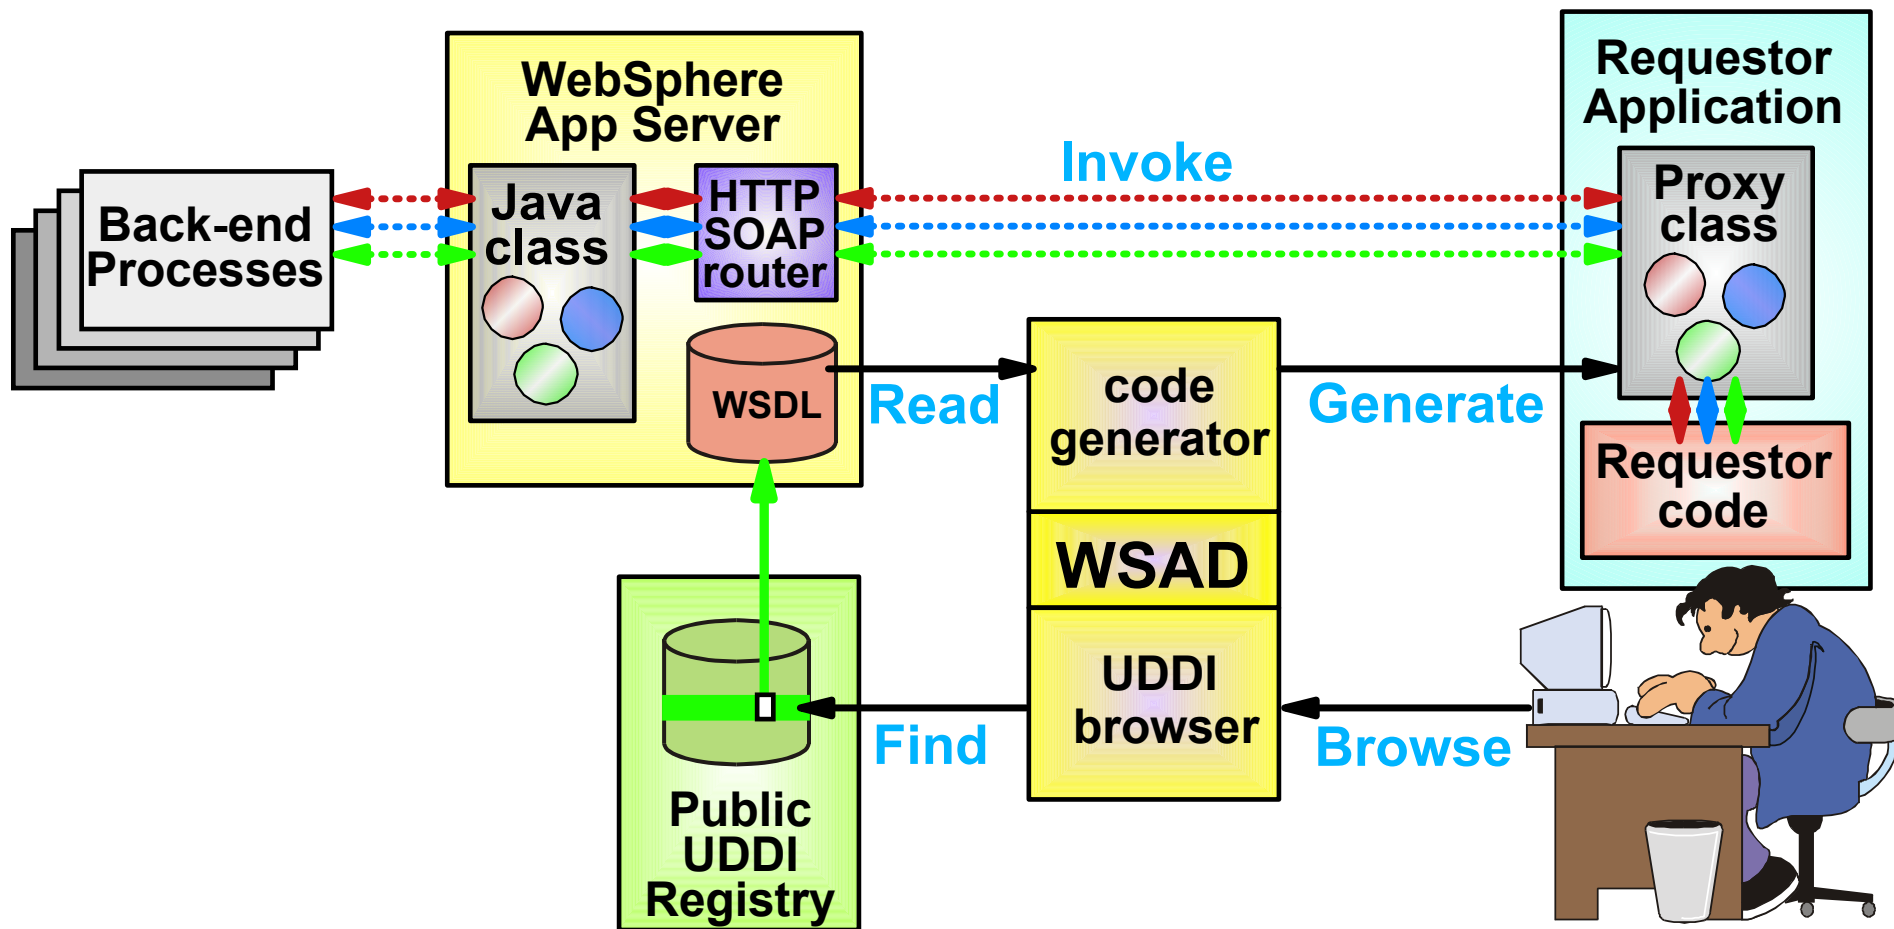 WebSphere
App Server
Requestor
Application
Back-end
Processes
Java
class
HTTP
SOAP
router
Invoke
Proxy
class
WSDL
Read
code
generator
Generate
Requestor
code
WSAD
UDDI
browser
Find
Browse
Public
UDDI
Registry